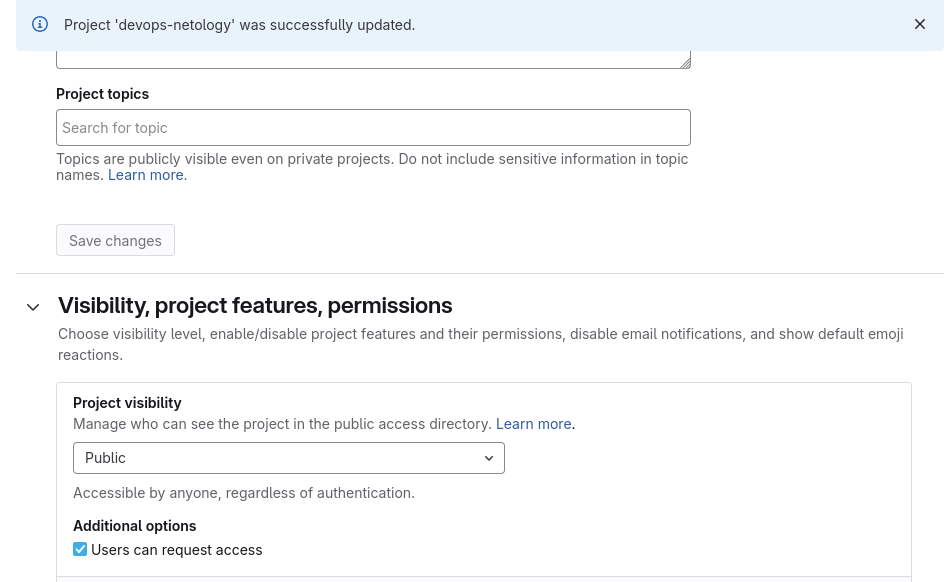 Project 'devops-netology' was successfully updated.
Project topics
Search for topic
Topics are publicly visible even on private projects. Do not include sensitive information in topic
names. Learn more.
Save changes
Visibility, project features, permissions
Choose visibility level, enable/disable project features and their permissions, disable email notifications, and show default emoji
reactions.
Project visibility
Manage who can see the project in the public access directory. Learn more.
Public
Accessible by anyone, regardless of authentication.
Additional options
Users can request access